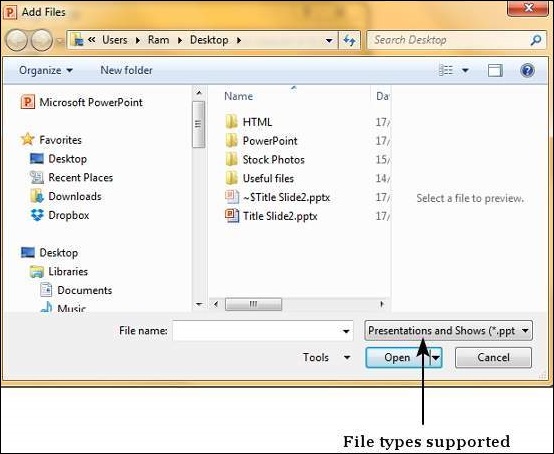 Add Files
« Users ▸ Ram ▸ Desktop ▸
Search Desktop
Organize
New folder
Microsoft PowerPoint
Favorites
Desktop
Recent Places
Downloads
Dropbox
Desktop
Libraries
Documents
Music
Name
Da
HTML
17/
PowerPoint
17/
Stock Photos
15/
Useful files
14/
~$Title Slide2.pptx
17/
Title Slide2.pptx
17/
Select a file to preview.
File name:
Presentations and Shows (*.ppt
Tools
Open
Cancel
File types supported